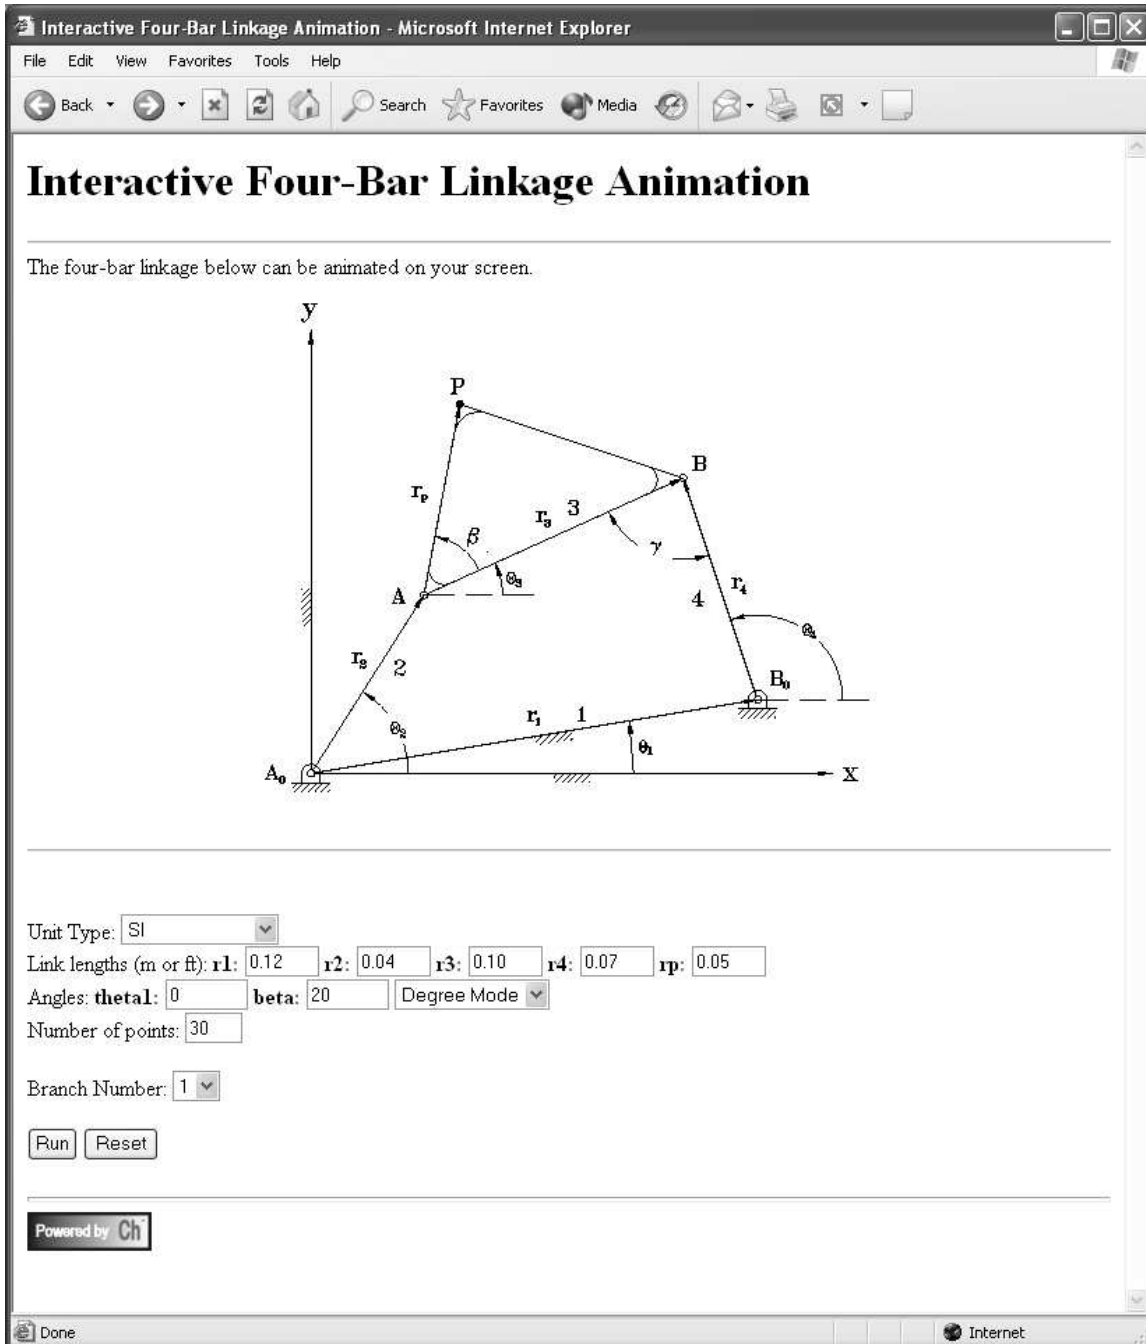 Interactive Four-Bar Linkage Animation - Microsoft Internet Explorer
File Edit View Favorites Tools Help
Back Search Favorites Media
Interactive Four-Bar Linkage Animation
The four-bar linkage below can be animated on your screen.
y
P
B
rp
r3 3
β
γ
θ3
A
r4
4
θ4
r2 2
B0
r1 1
θ2
θ1
A0
X
Unit Type: SI
Link lengths (m or ft): r1: 0.12 r2: 0.04 r3: 0.10 r4: 0.07 rp: 0.05
Angles: theta1: 0 beta: 20 Degree Mode
Number of points: 30
Branch Number: 1
Run Reset
Powered by Ch
Done Internet